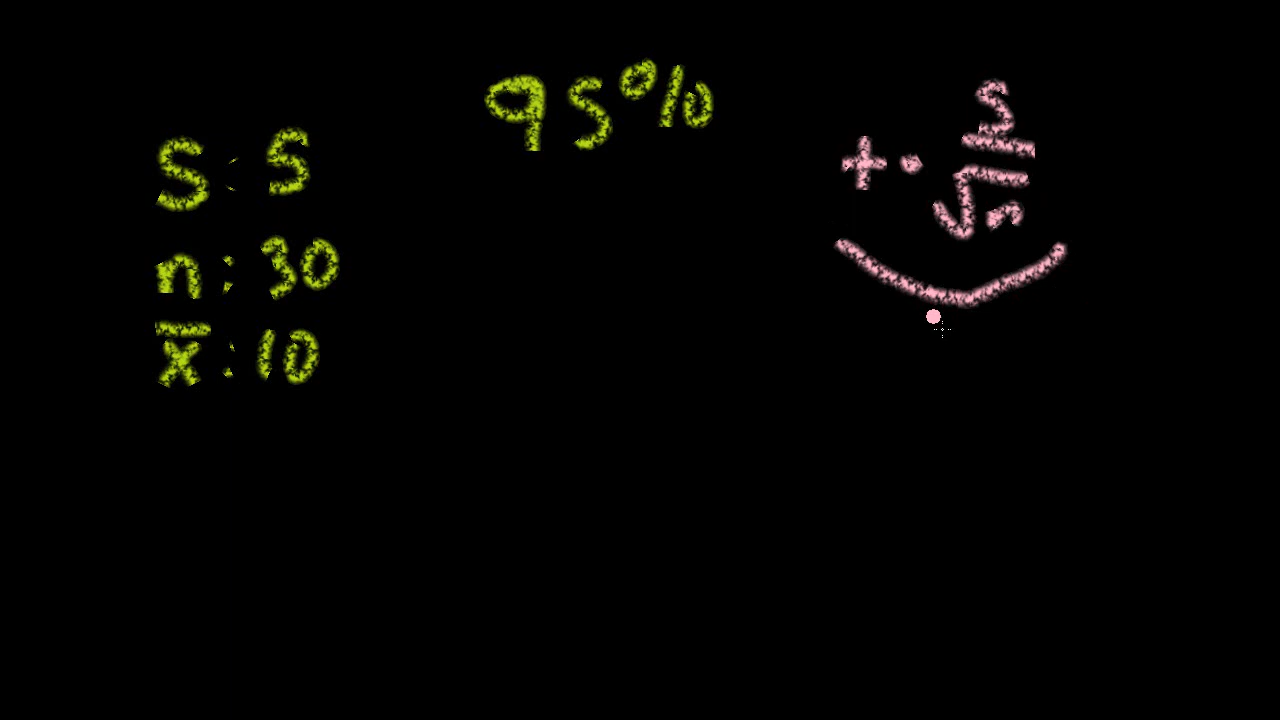 s : 5
n : 30
x̄ : 10
95%
t · s/√n